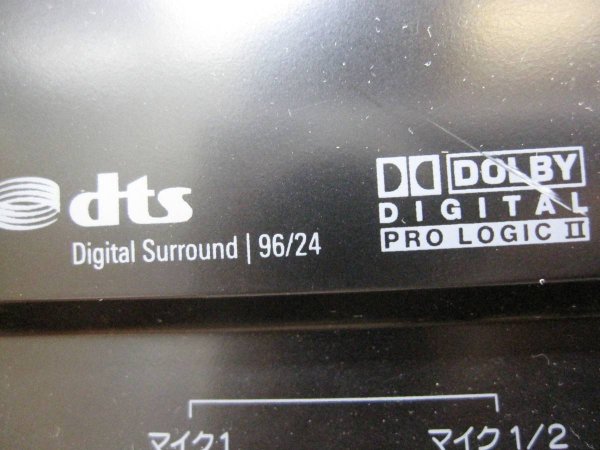 dts
Digital Surround | 96/24
DOLBY
DIGITAL
PRO LOGIC II
マイク1
マイク1/2